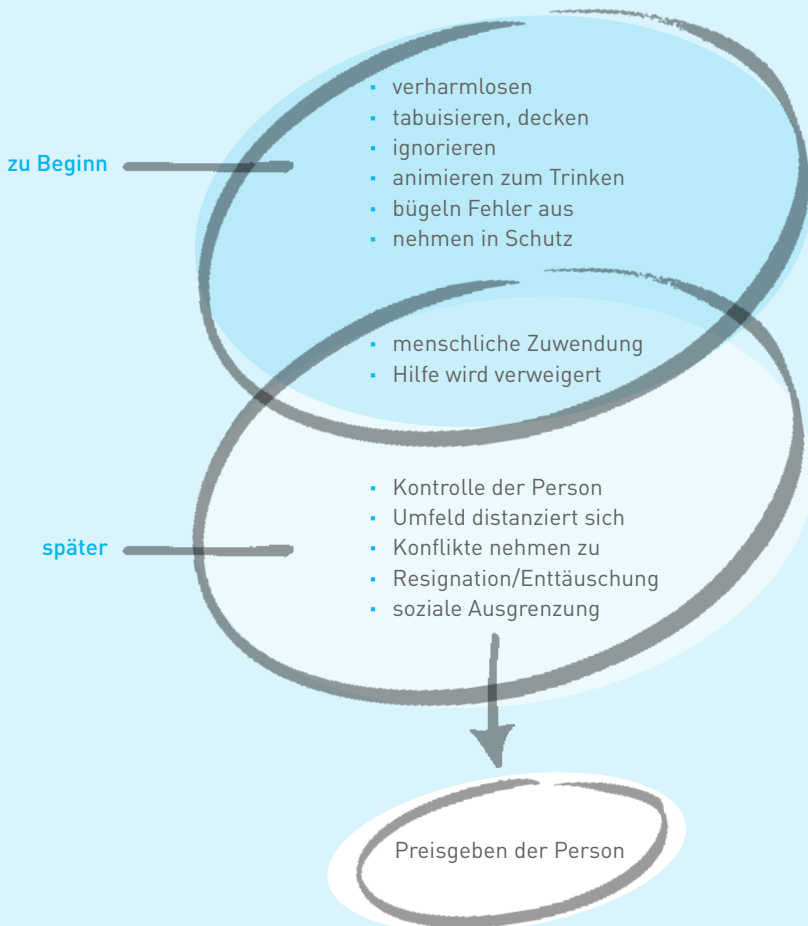 zu Beginn
▪ verharmlosen
▪ tabuisieren, decken
▪ ignorieren
▪ animieren zum Trinken
▪ bügeln Fehler aus
▪ nehmen in Schutz
▪ menschliche Zuwendung
▪ Hilfe wird verweigert
später
▪ Kontrolle der Person
▪ Umfeld distanziert sich
▪ Konflikte nehmen zu
▪ Resignation/Enttäuschung
▪ soziale Ausgrenzung
Preisgeben der Person